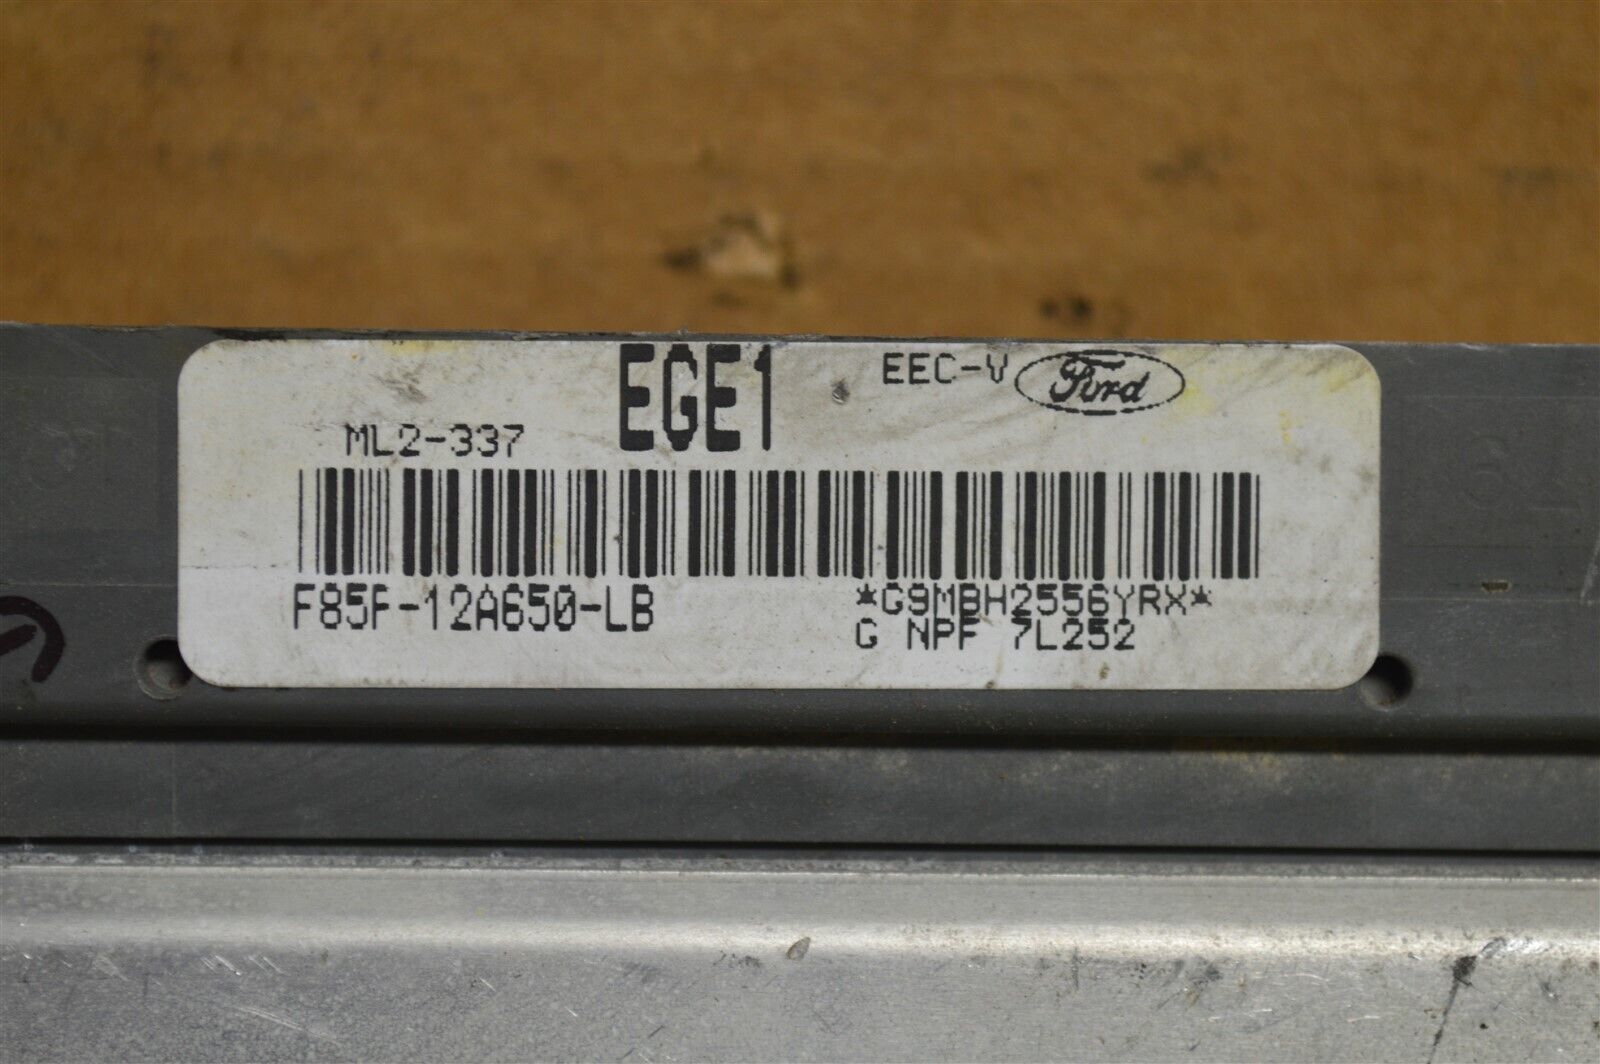 EGE1
EEC-V Ford
ML2-337
F85F-12A650-LB
*G9MBH2556YRX*
G NPF 7L252